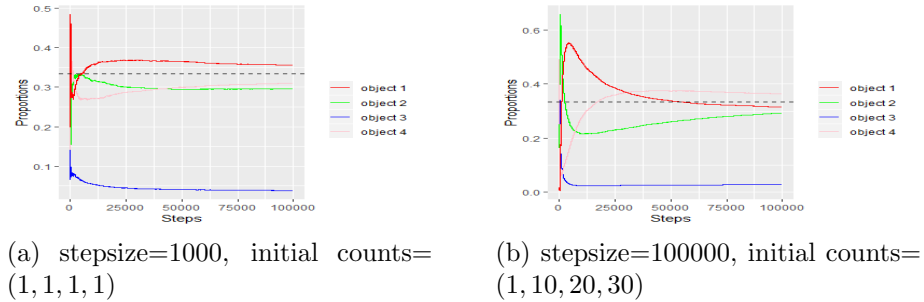 0.5
0.4
0.3
0.2
0.1
Proportions
0 25000 50000 75000 100000
Steps
object 1
object 2
object 3
object 4
0.6
0.4
0.2
0.0
Proportions
0 25000 50000 75000 100000
Steps
object 1
object 2
object 3
object 4
(a) stepsize=1000, initial counts=
(1, 1, 1, 1)
(b) stepsize=100000, initial counts=
(1, 10, 20, 30)